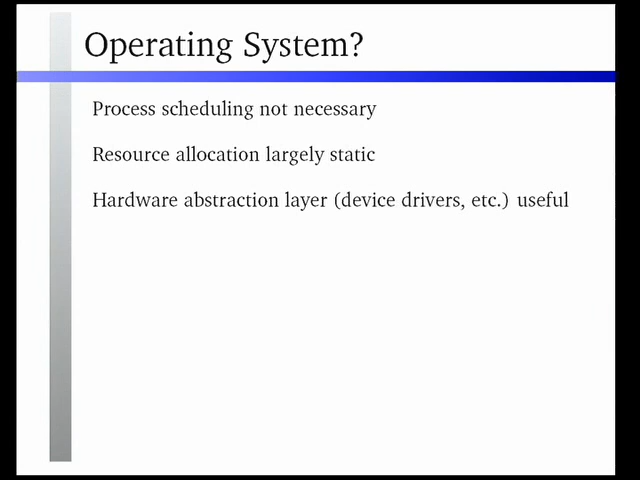 Operating System?
Process scheduling not necessary
Resource allocation largely static
Hardware abstraction layer (device drivers, etc.) useful